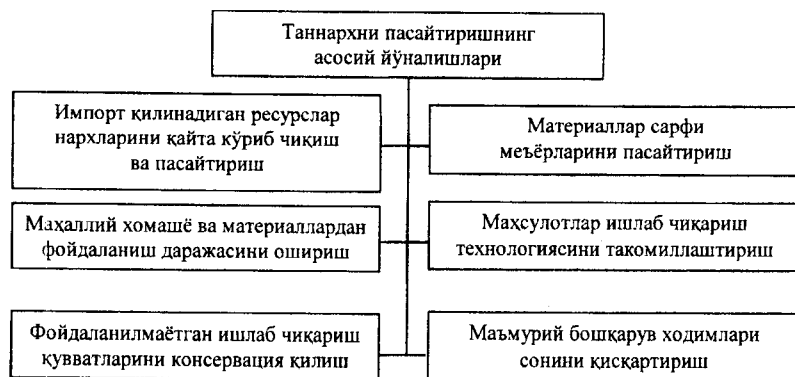 Таннархни пасайтиришнинг
асосий йўналишлари
Импорт қилинадиган ресурслар
нархларини қайта кўриб чиқиш
ва пасайтириш
Материаллар сарфи
меъёрларини пасайтириш
Маҳаллий хомашё ва материаллардан
фойдаланиш даражасини ошириш
Маҳсулотлар ишлаб чиқариш
технологиясини такомиллаштириш
Фойдаланилмаётган ишлаб чиқариш
қувватларини консервация қилиш
Маъмурий бошқарув ходимлари
сонини қисқартириш